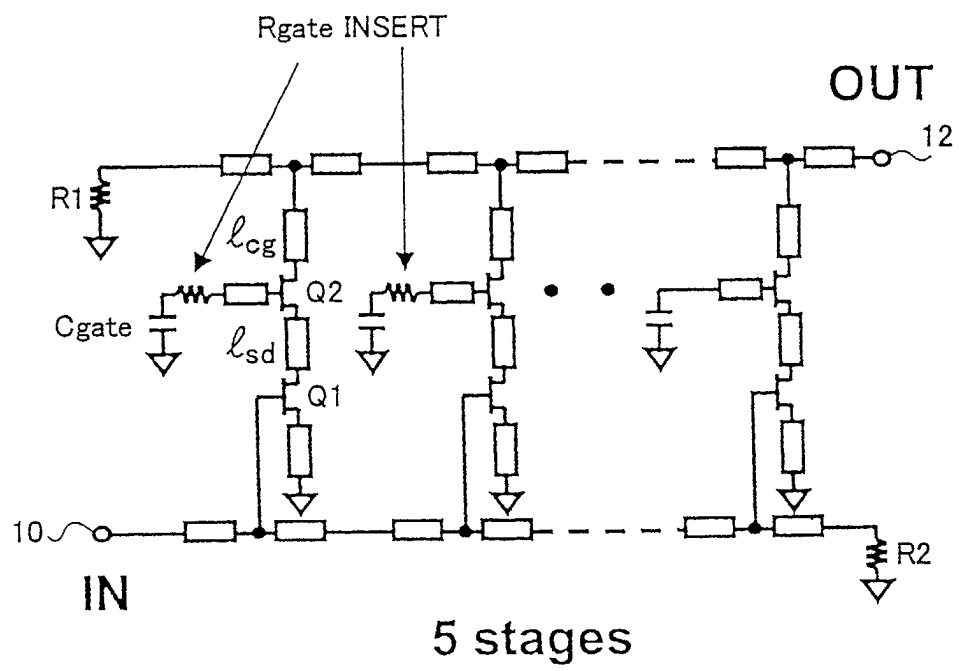 Rgate INSERT
OUT
12
R1
ℓcg
Q2
Cgate
ℓsd
Q1
10
R2
IN
5 stages